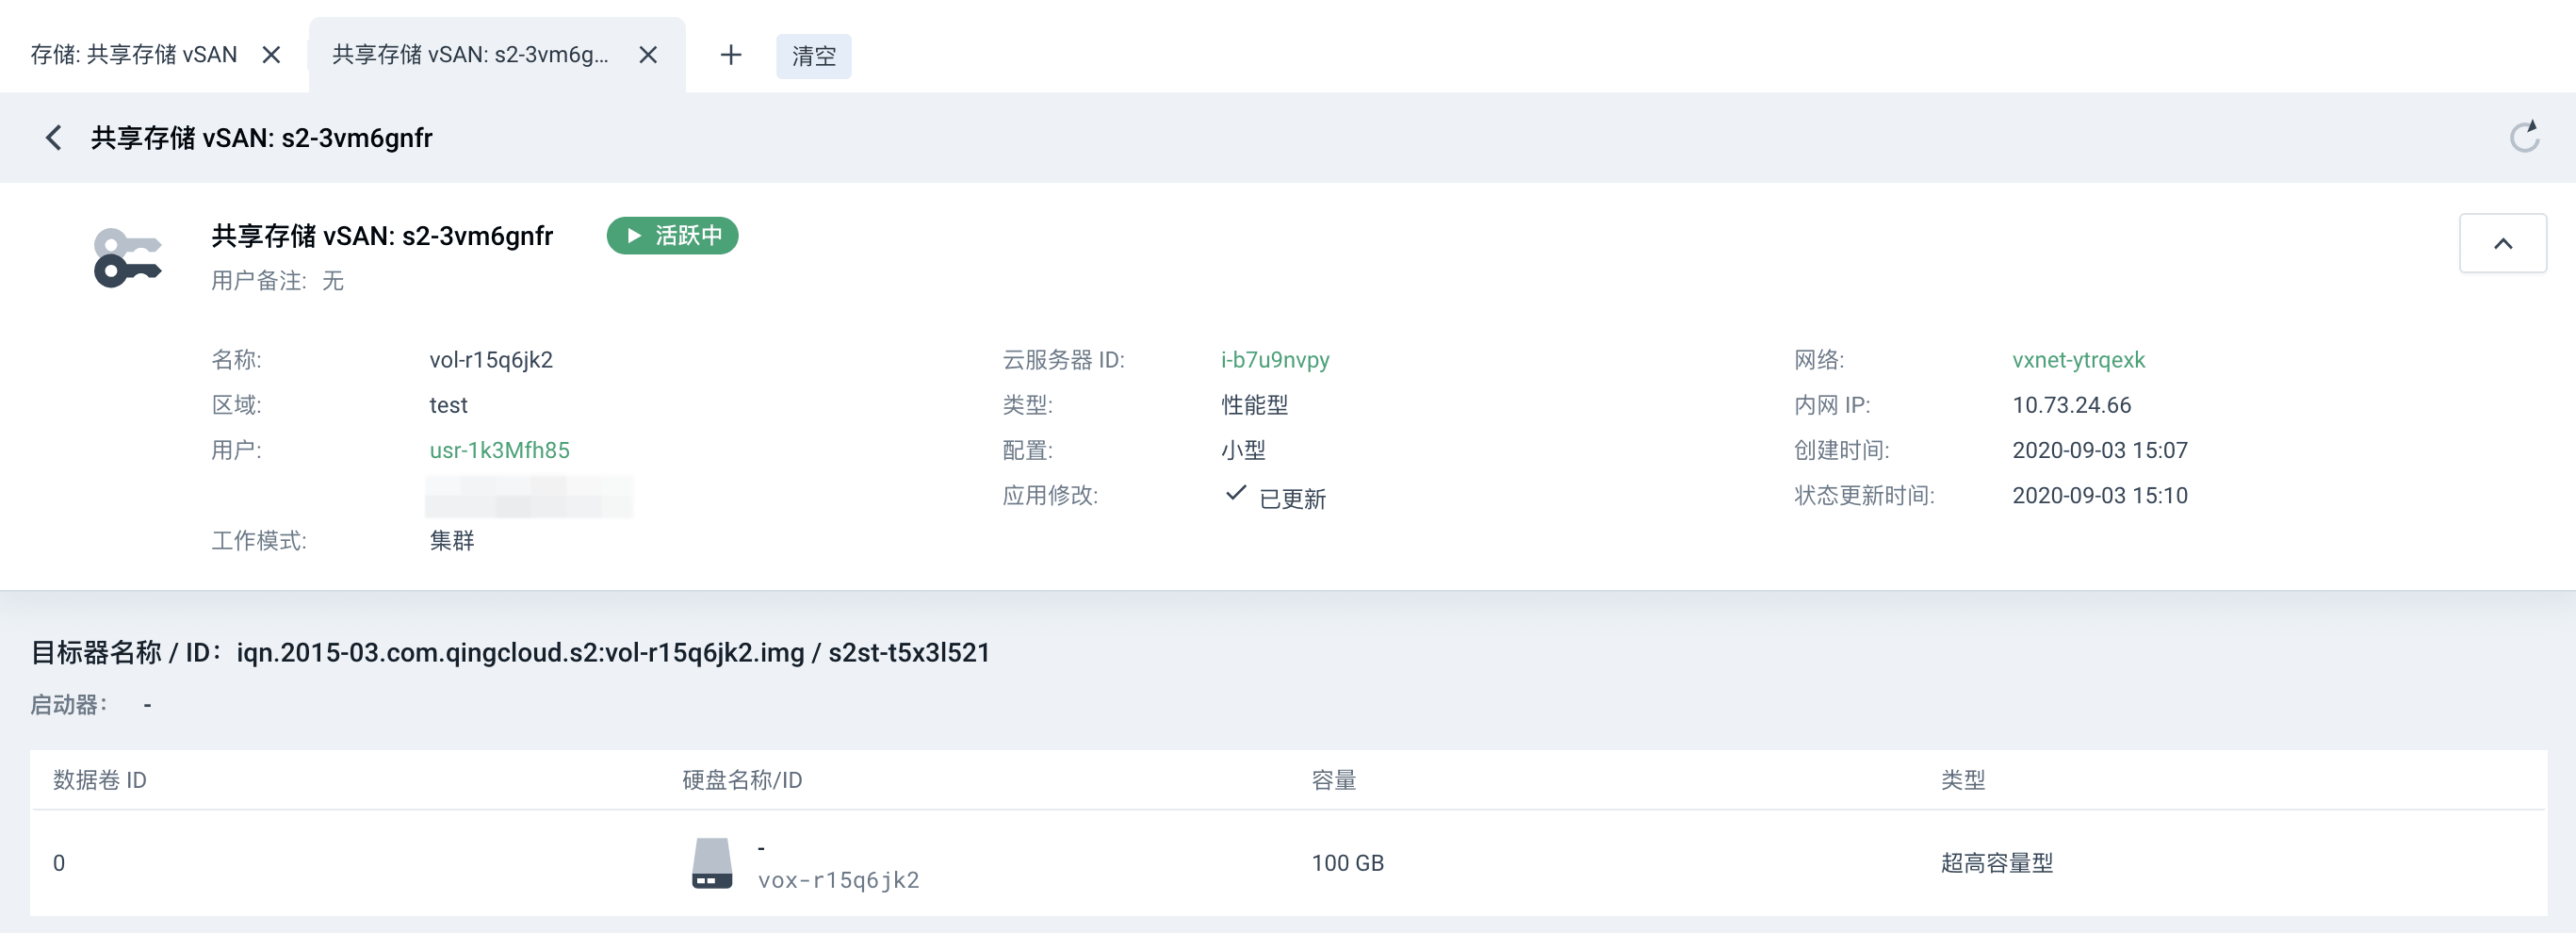 存储: 共享存储 vSAN
共享存储 vSAN: s2-3vm6g...
清空
共享存储 vSAN: s2-3vm6gnfr
共享存储 vSAN: s2-3vm6gnfr
活跃中
用户备注: 无
名称: vol-r15q6jk2
区域: test
用户: usr-1k3Mfh85
工作模式: 集群
云服务器 ID: i-b7u9nvpy
类型: 性能型
配置: 小型
应用修改: 已更新
网络: vxnet-ytrqexk
内网 IP: 10.73.24.66
创建时间: 2020-09-03 15:07
状态更新时间: 2020-09-03 15:10
目标器名称 / ID：iqn.2015-03.com.qingcloud.s2:vol-r15q6jk2.img / s2st-t5x3l521
启动器： -
数据卷 ID 硬盘名称/ID 容量 类型
0 - 100 GB 超高容量型
vox-r15q6jk2